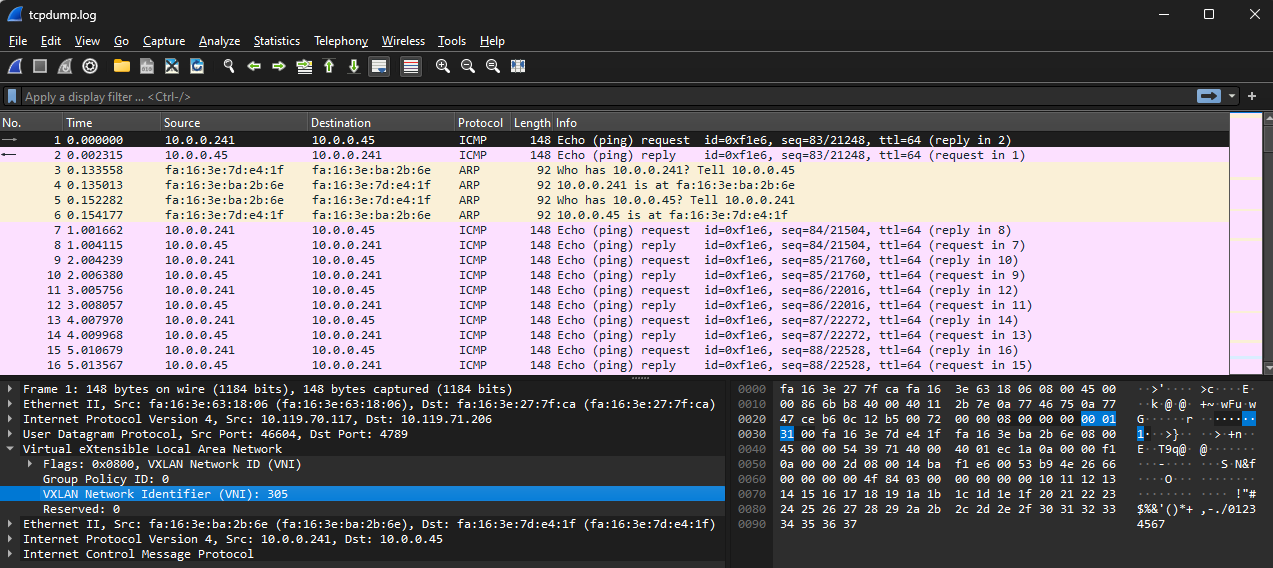 tcpdump.log
File Edit View Go Capture Analyze Statistics Telephony Wireless Tools Help
Apply a display filter ... <Ctrl-/>
No. Time Source Destination Protocol Length Info
1 0.000000 10.0.0.241 10.0.0.45 ICMP 148 Echo (ping) request id=0xf1e6, seq=83/21248, ttl=64 (reply in 2)
2 0.002315 10.0.0.45 10.0.0.241 ICMP 148 Echo (ping) reply id=0xf1e6, seq=83/21248, ttl=64 (request in 1)
3 0.133558 fa:16:3e:7d:e4:1f fa:16:3e:ba:2b:6e ARP 92 Who has 10.0.0.241? Tell 10.0.0.45
4 0.135013 fa:16:3e:ba:2b:6e fa:16:3e:7d:e4:1f ARP 92 10.0.0.241 is at fa:16:3e:ba:2b:6e
5 0.152282 fa:16:3e:ba:2b:6e fa:16:3e:7d:e4:1f ARP 92 Who has 10.0.0.45? Tell 10.0.0.241
6 0.154177 fa:16:3e:7d:e4:1f fa:16:3e:ba:2b:6e ARP 92 10.0.0.45 is at fa:16:3e:7d:e4:1f
7 1.001662 10.0.0.241 10.0.0.45 ICMP 148 Echo (ping) request id=0xf1e6, seq=84/21504, ttl=64 (reply in 8)
8 1.004115 10.0.0.45 10.0.0.241 ICMP 148 Echo (ping) reply id=0xf1e6, seq=84/21504, ttl=64 (request in 7)
9 2.004239 10.0.0.241 10.0.0.45 ICMP 148 Echo (ping) request id=0xf1e6, seq=85/21760, ttl=64 (reply in 10)
10 2.006380 10.0.0.45 10.0.0.241 ICMP 148 Echo (ping) reply id=0xf1e6, seq=85/21760, ttl=64 (request in 9)
11 3.005756 10.0.0.241 10.0.0.45 ICMP 148 Echo (ping) request id=0xf1e6, seq=86/22016, ttl=64 (reply in 12)
12 3.008057 10.0.0.45 10.0.0.241 ICMP 148 Echo (ping) reply id=0xf1e6, seq=86/22016, ttl=64 (request in 11)
13 4.007970 10.0.0.241 10.0.0.45 ICMP 148 Echo (ping) request id=0xf1e6, seq=87/22272, ttl=64 (reply in 14)
14 4.009968 10.0.0.45 10.0.0.241 ICMP 148 Echo (ping) reply id=0xf1e6, seq=87/22272, ttl=64 (request in 13)
15 5.010679 10.0.0.241 10.0.0.45 ICMP 148 Echo (ping) request id=0xf1e6, seq=88/22528, ttl=64 (reply in 16)
16 5.013567 10.0.0.45 10.0.0.241 ICMP 148 Echo (ping) reply id=0xf1e6, seq=88/22528, ttl=64 (request in 15)
Frame 1: 148 bytes on wire (1184 bits), 148 bytes captured (1184 bits)
Ethernet II, Src: fa:16:3e:63:18:06 (fa:16:3e:63:18:06), Dst: fa:16:3e:27:7f:ca (fa:16:3e:27:7f:ca)
Internet Protocol Version 4, Src: 10.119.70.117, Dst: 10.119.71.206
User Datagram Protocol, Src Port: 46604, Dst Port: 4789
Virtual eXtensible Local Area Network
Flags: 0x0800, VXLAN Network ID (VNI)
Group Policy ID: 0
VXLAN Network Identifier (VNI): 305
Reserved: 0
Ethernet II, Src: fa:16:3e:ba:2b:6e (fa:16:3e:ba:2b:6e), Dst: fa:16:3e:7d:e4:1f (fa:16:3e:7d:e4:1f)
Internet Protocol Version 4, Src: 10.0.0.241, Dst: 10.0.0.45
Internet Control Message Protocol
0000 fa 16 3e 27 7f ca fa 16 3e 63 18 06 08 00 45 00 ··>'···· >c····E·
0010 00 86 6b b8 40 00 40 11 2b 7e 0a 77 46 75 0a 77 ··k·@·@· +~·wFu·w
0020 47 ce b6 0c 12 b5 00 72 00 00 08 00 00 00 00 01 G······r ········
0030 31 00 fa 16 3e 7d e4 1f fa 16 3e ba 2b 6e 08 00 1···>}·· ··>·+n··
0040 45 00 00 54 39 71 40 00 40 01 ec 1a 0a 00 00 f1 E··T9q@· @·······
0050 0a 00 00 2d 08 00 14 ba f1 e6 00 53 b9 4e 26 66 ···-···· ···S·N&f
0060 00 00 00 00 4f 84 03 00 00 00 00 00 10 11 12 13 ····O··· ········
0070 14 15 16 17 18 19 1a 1b 1c 1d 1e 1f 20 21 22 23 ········ ···· !"#
0080 24 25 26 27 28 29 2a 2b 2c 2d 2e 2f 30 31 32 33 $%&'()*+ ,-./0123
0090 34 35 36 37 4567